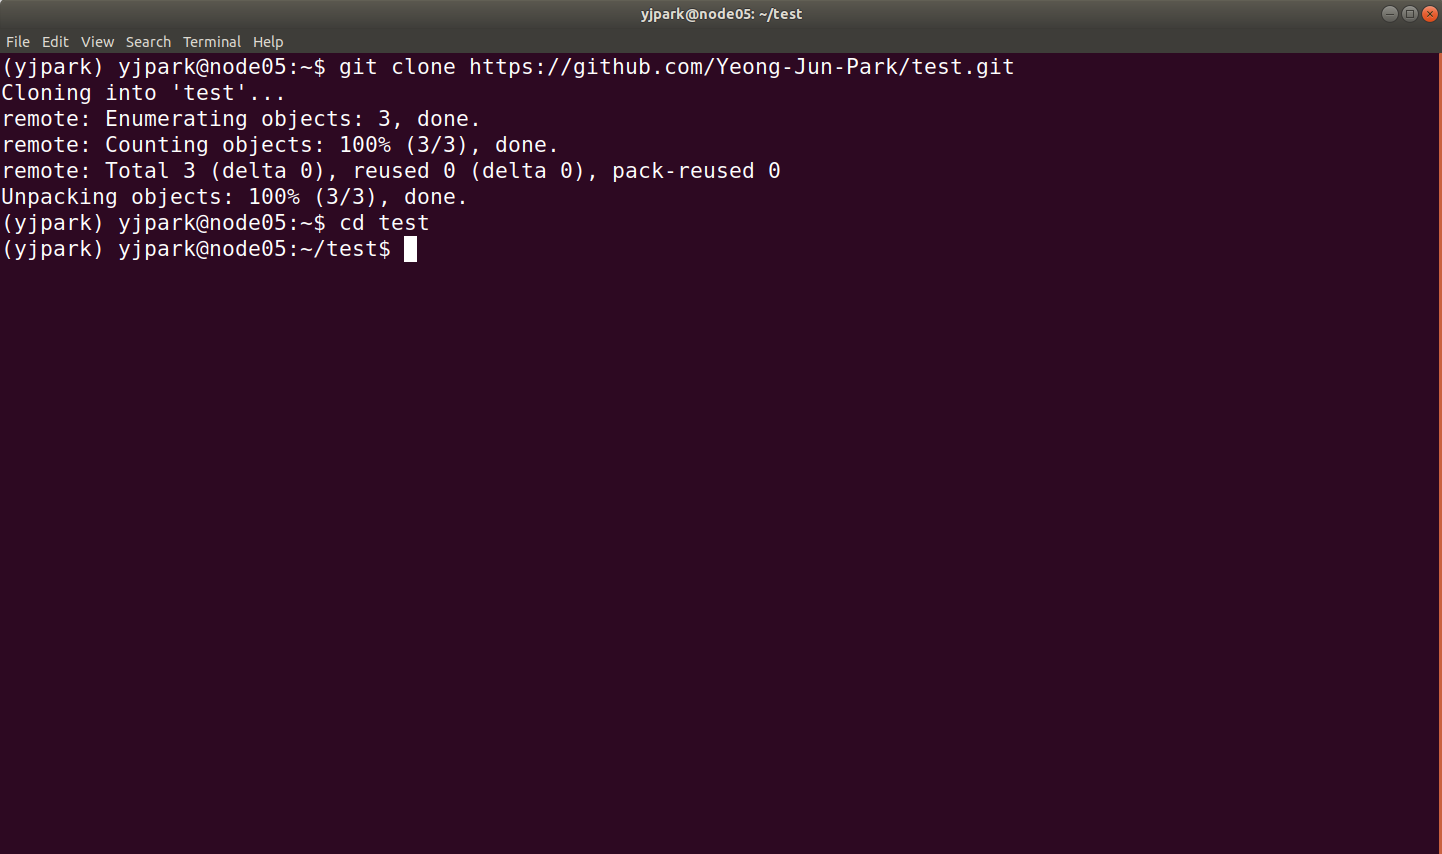 yjpark@node05: ~/test
File Edit View Search Terminal Help
(yjpark) yjpark@node05:~$ git clone https://github.com/Yeong-Jun-Park/test.git
Cloning into 'test'...
remote: Enumerating objects: 3, done.
remote: Counting objects: 100% (3/3), done.
remote: Total 3 (delta 0), reused 0 (delta 0), pack-reused 0
Unpacking objects: 100% (3/3), done.
(yjpark) yjpark@node05:~$ cd test
(yjpark) yjpark@node05:~/test$